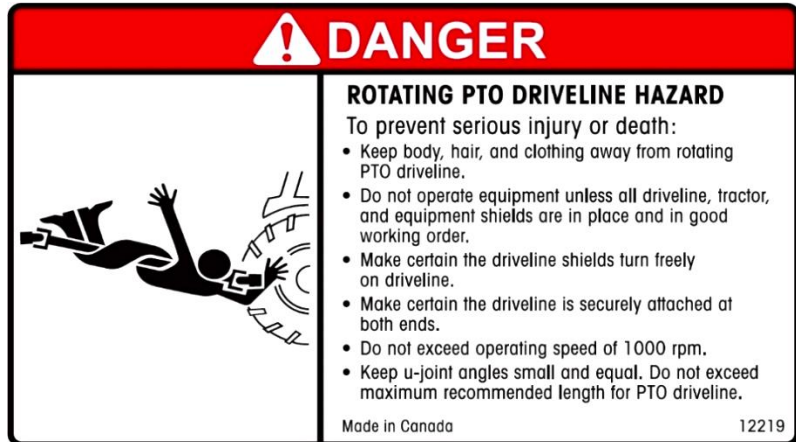 DANGER
ROTATING PTO DRIVELINE HAZARD
To prevent serious injury or death:
• Keep body, hair, and clothing away from rotating
PTO driveline.
• Do not operate equipment unless all driveline, tractor,
and equipment shields are in place and in good
working order.
• Make certain the driveline shields turn freely
on driveline.
• Make certain the driveline is securely attached at
both ends.
• Do not exceed operating speed of 1000 rpm.
• Keep u-joint angles small and equal. Do not exceed
maximum recommended length for PTO driveline.
Made in Canada 12219